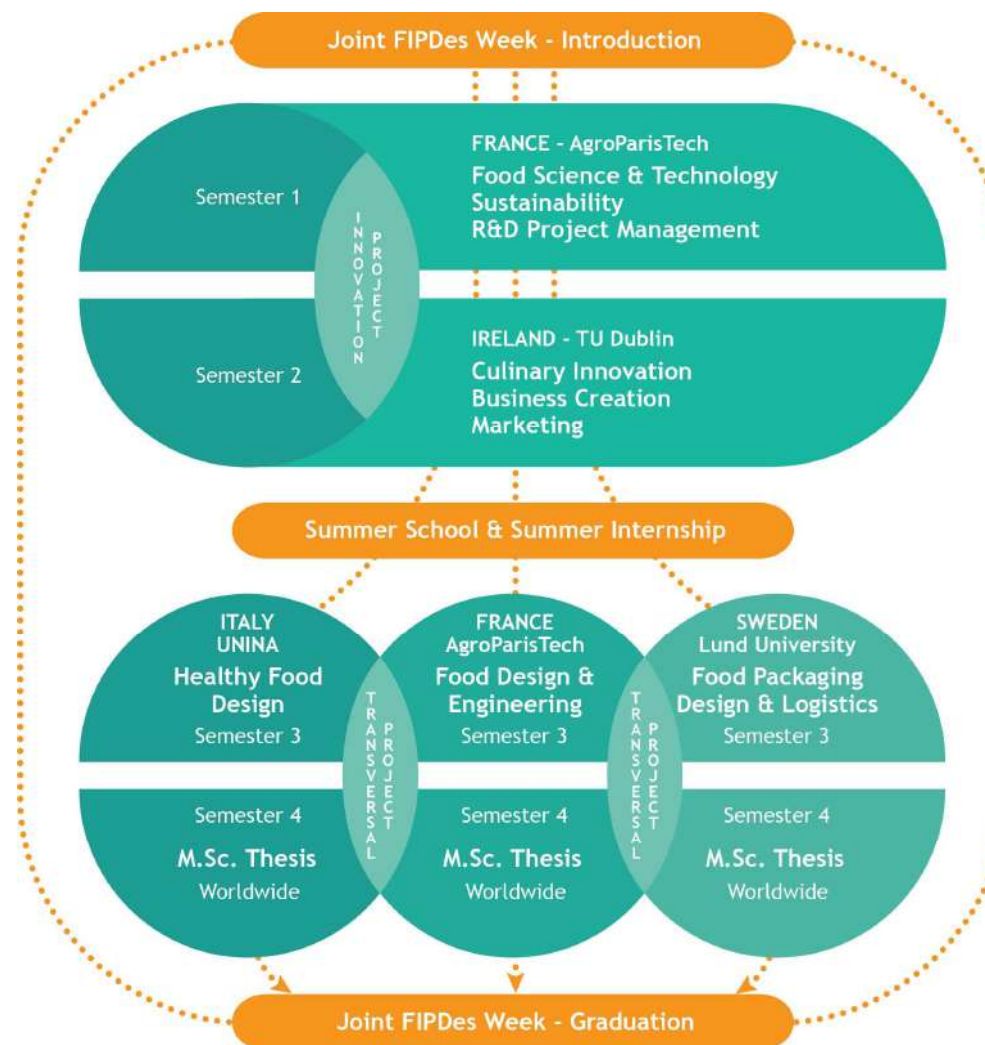 Joint FIPDes Week - Introduction
Semester 1
INNOVATION
PROJECT
FRANCE - AgroParisTech
Food Science & Technology
Sustainability
R&D Project Management
Semester 2
IRELAND - TU Dublin
Culinary Innovation
Business Creation
Marketing
Summer School & Summer Internship
ITALY
UNINA
Healthy Food
Design
Semester 3
TRANSVERSAL
PROJECT
FRANCE
AgroParisTech
Food Design &
Engineering
Semester 3
TRANSVERSAL
PROJECT
SWEDEN
Lund University
Food Packaging
Design & Logistics
Semester 3
Semester 4
M.Sc. Thesis
Worldwide
Semester 4
M.Sc. Thesis
Worldwide
Semester 4
M.Sc. Thesis
Worldwide
Joint FIPDes Week - Graduation